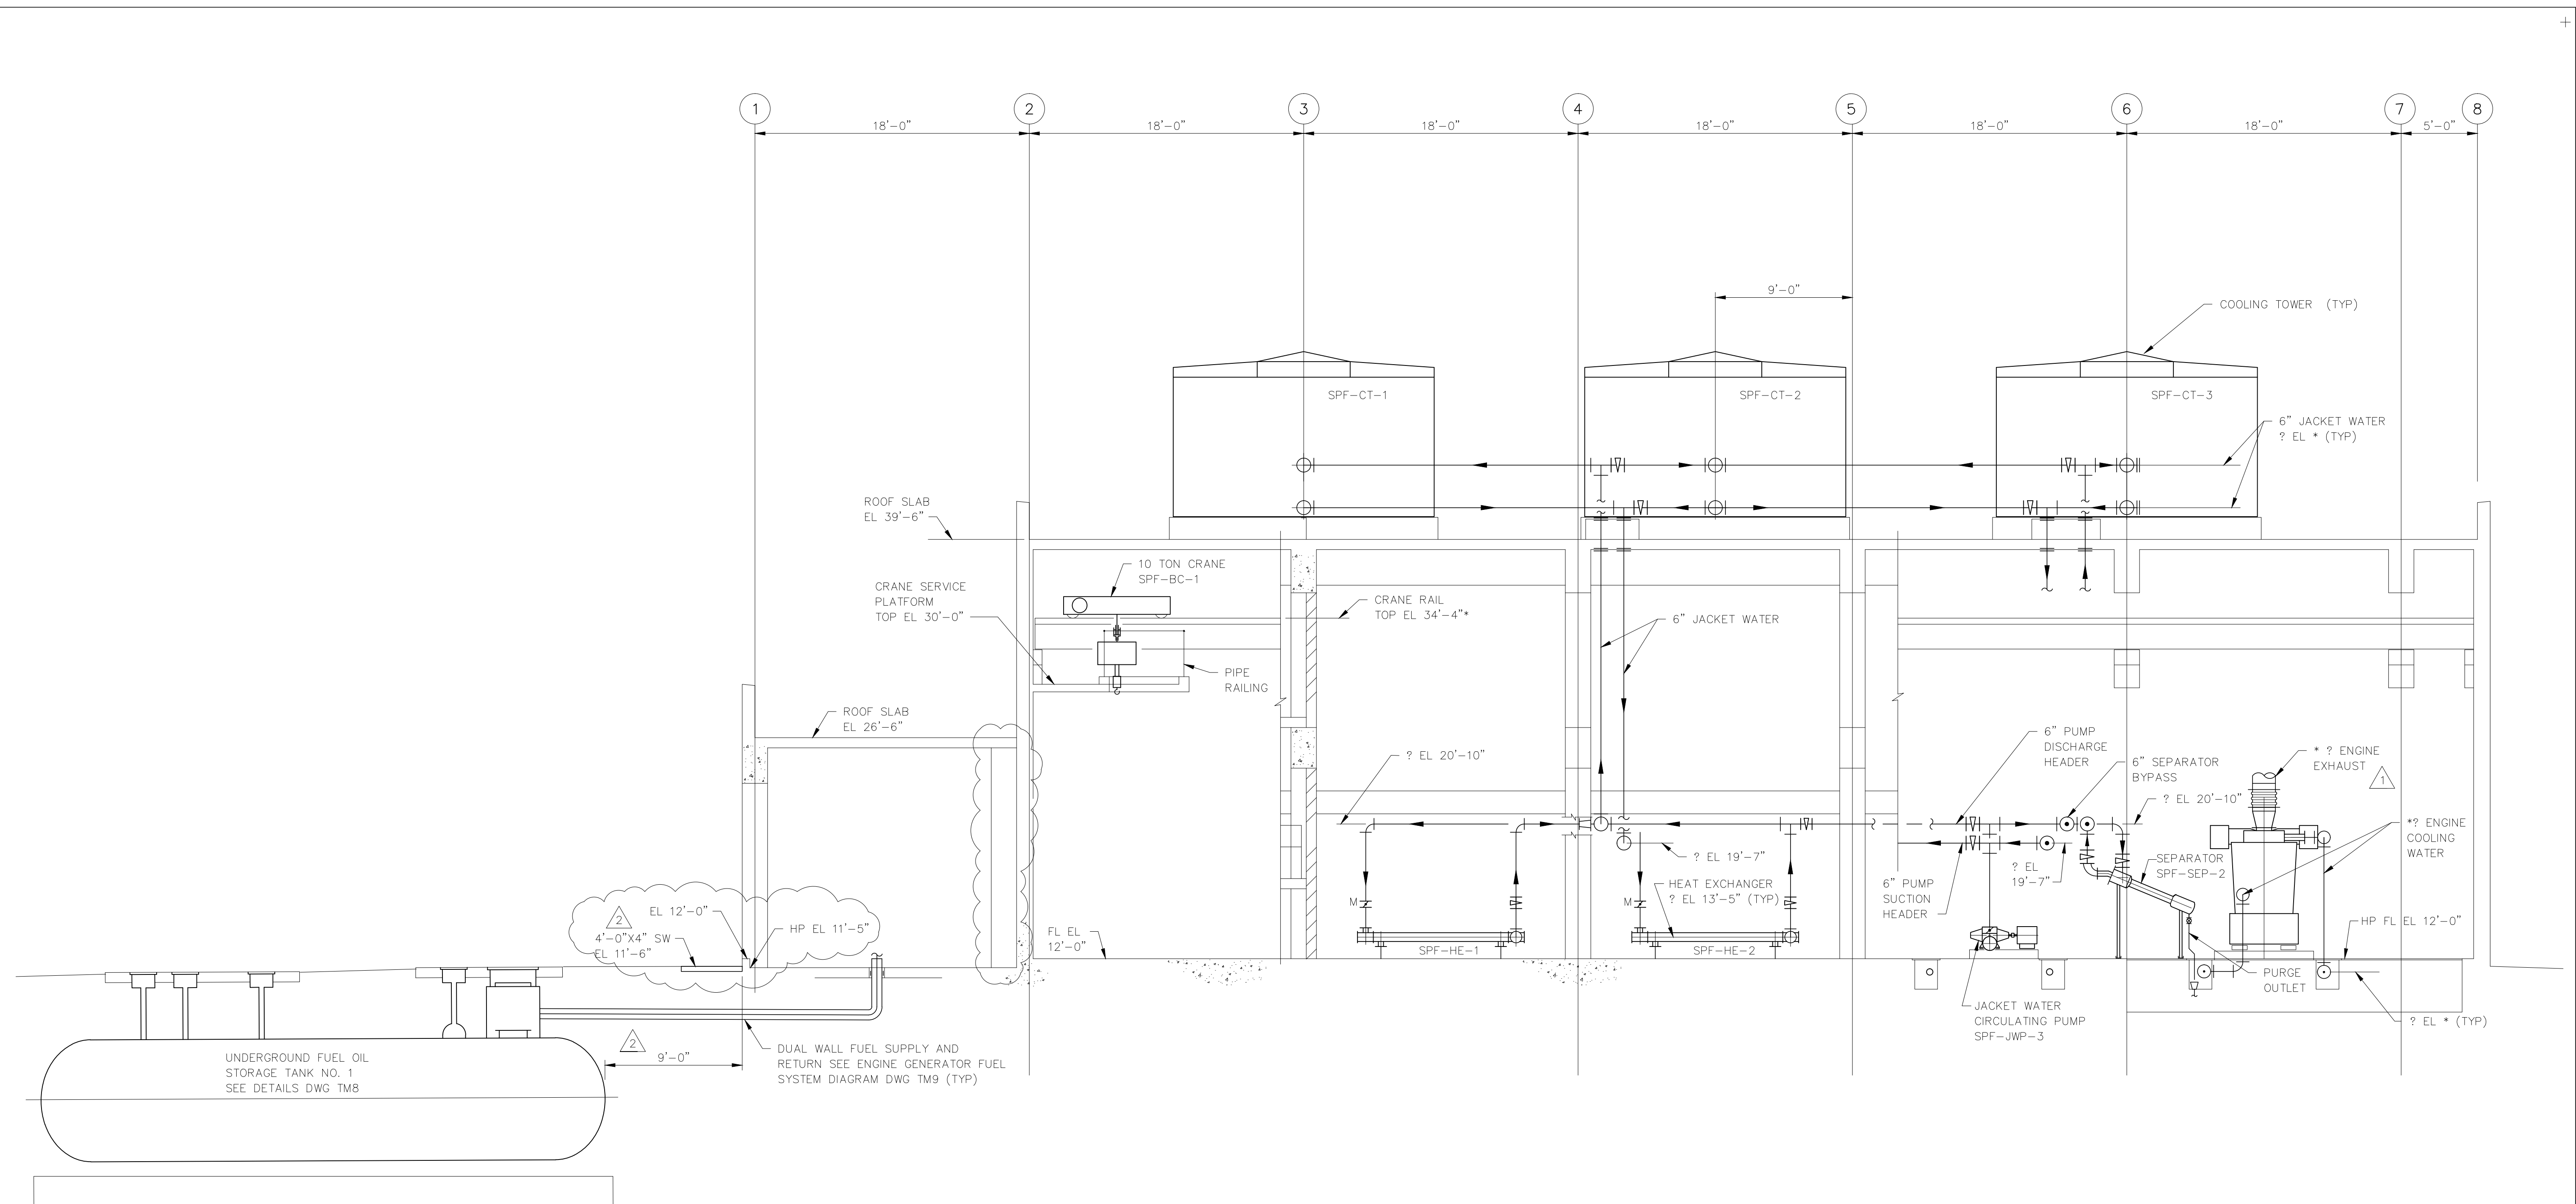 1
2
3
4
5
6
7
8
18'-0"
18'-0"
18'-0"
18'-0"
18'-0"
18'-0"
5'-0"
9'-0"
COOLING TOWER (TYP)
SPF-CT-1
SPF-CT-2
SPF-CT-3
6" JACKET WATER
? EL * (TYP)
ROOF SLAB
EL 39'-6"
10 TON CRANE
SPF-BC-1
CRANE SERVICE
PLATFORM
TOP EL 30'-0"
CRANE RAIL
TOP EL 34'-4"*
6" JACKET WATER
PIPE
RAILING
ROOF SLAB
EL 26'-6"
? EL 20'-10"
6" PUMP
DISCHARGE
HEADER
6" SEPARATOR
BYPASS
? EL 20'-10"
* ? ENGINE
EXHAUST
1
*? ENGINE
COOLING
WATER
? EL 19'-7"
? EL
19'-7"
SEPARATOR
SPF-SEP-2
HEAT EXCHANGER
? EL 13'-5" (TYP)
6" PUMP
SUCTION
HEADER
M
M
2
EL 12'-0"
4'-0"X4" SW
EL 11'-6"
HP EL 11'-5"
FL EL
12'-0"
HP FL EL 12'-0"
SPF-HE-1
SPF-HE-2
PURGE
OUTLET
JACKET WATER
CIRCULATING PUMP
SPF-JWP-3
? EL * (TYP)
2
9'-0"
DUAL WALL FUEL SUPPLY AND
RETURN SEE ENGINE GENERATOR FUEL
SYSTEM DIAGRAM DWG TM9 (TYP)
UNDERGROUND FUEL OIL
STORAGE TANK NO. 1
SEE DETAILS DWG TM8